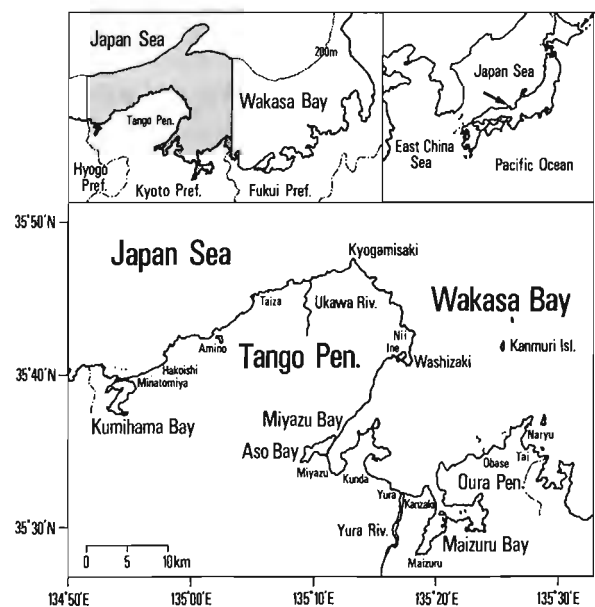 Japan Sea
200m
Wakasa Bay
Tango Pen.
Hyogo
Pref.
Kyoto Pref.
Fukui Pref.
Japan Sea
East China
Sea
Pacific Ocean
35°50'N
Japan Sea
Kyogamisaki
Taiza
Ukawa Riv.
Wakasa Bay
Nii
Ine
Kanmuri Isl.
Amino
Tango Pen.
Washizaki
35°40'N
Hakoishi
Minatomiya
Kumihama Bay
Miyazu Bay
Aso Bay
Miyazu
Kunda
Naryu
Tai
Obase
Oura Pen.
Yura
Kanzaki
35°30'N
Yura Riv.
Maizuru Bay
Maizuru
0 5 10km
134°50'E 135°00'E 135°10'E 135°20'E 135°30'E